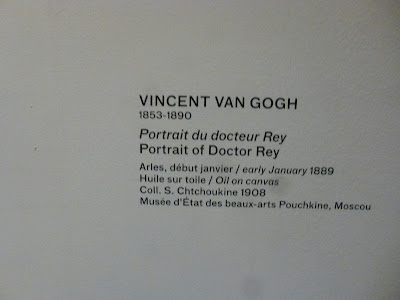 VINCENT VAN GOGH
1853-1890
Portrait du docteur Rey
Portrait of Doctor Rey
Arles, début janvier / early January 1889
Huile sur toile / Oil on canvas
Coll. S. Chtchoukine 1908
Musée d'État des beaux-arts Pouchkine, Moscou